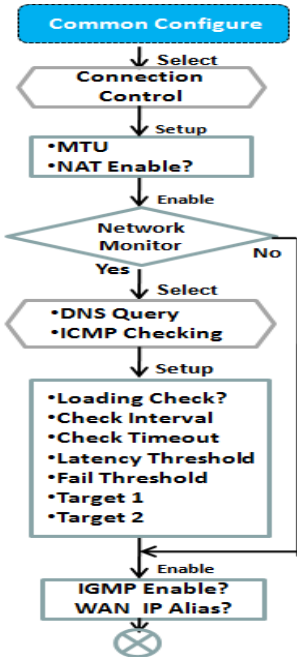 Common Configure
Select
Connection
Control
Setup
•MTU
•NAT Enable?
Enable
Network
Monitor
No
Yes
Select
•DNS Query
•ICMP Checking
Setup
•Loading Check?
•Check Interval
•Check Timeout
•Latency Threshold
•Fail Threshold
•Target 1
•Target 2
Enable
IGMP Enable?
WAN IP Alias?